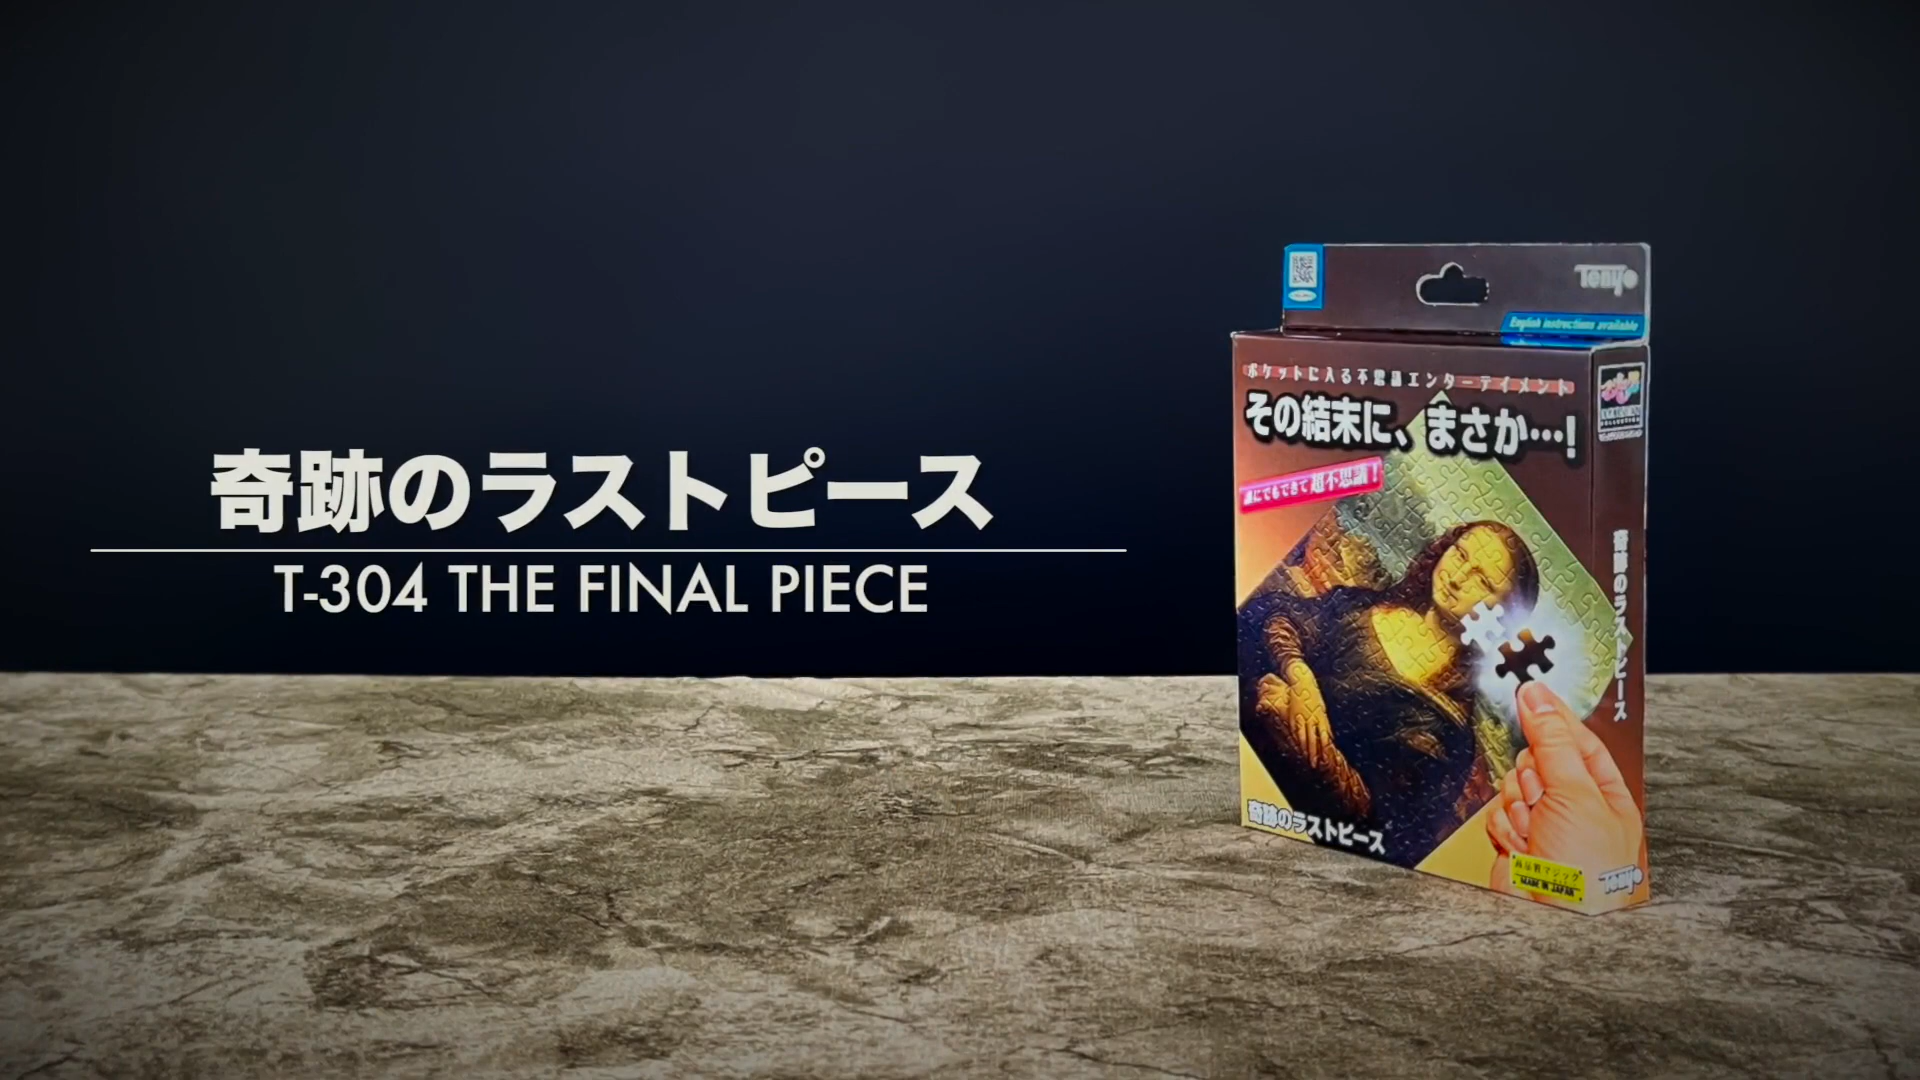 奇跡のラストピース
T-304 THE FINAL PIECE
Tenyo
English instructions available
ポケットに入る不思議エンターテイメント
その結末に、まさか…!
誰にでもできて超不思議!
奇跡のラストピース
奇跡のラストピース
MADE IN JAPAN
Tenyo